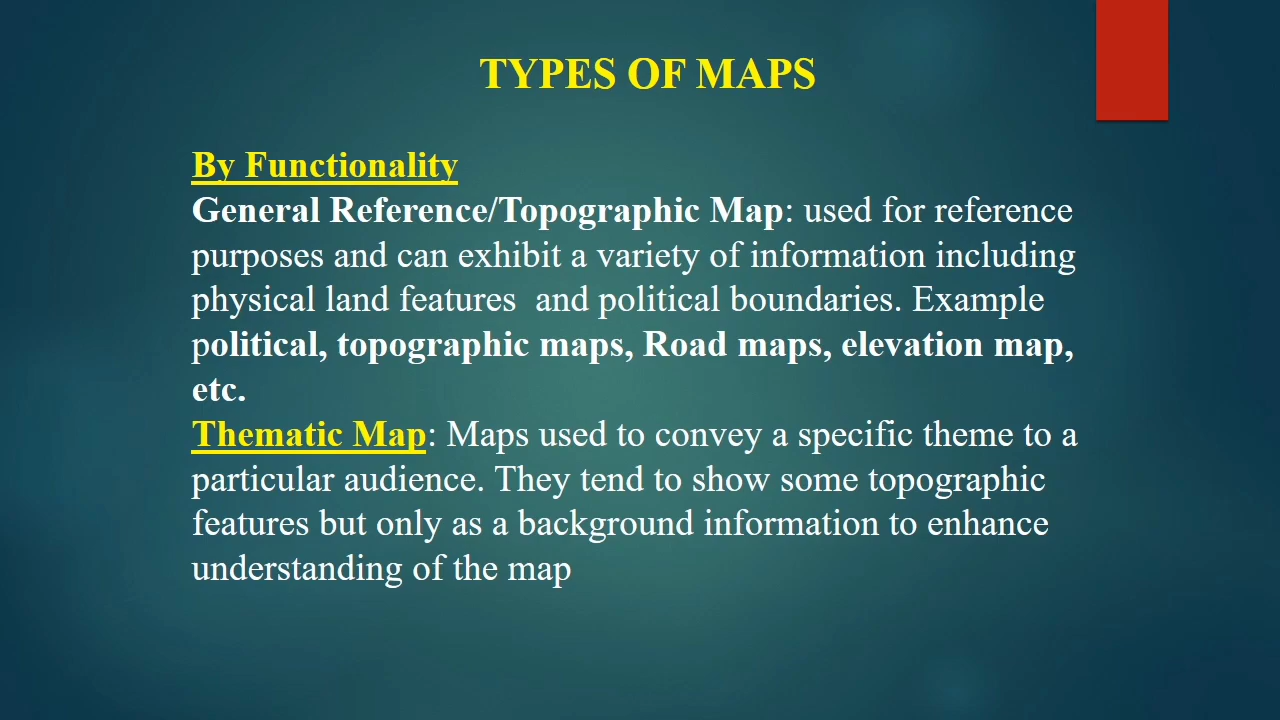 TYPES OF MAPS
By Functionality
General Reference/Topographic Map: used for reference
purposes and can exhibit a variety of information including
physical land features  and political boundaries. Example
political, topographic maps, Road maps, elevation map,
etc.
Thematic Map: Maps used to convey a specific theme to a
particular audience. They tend to show some topographic
features but only as a background information to enhance
understanding of the map